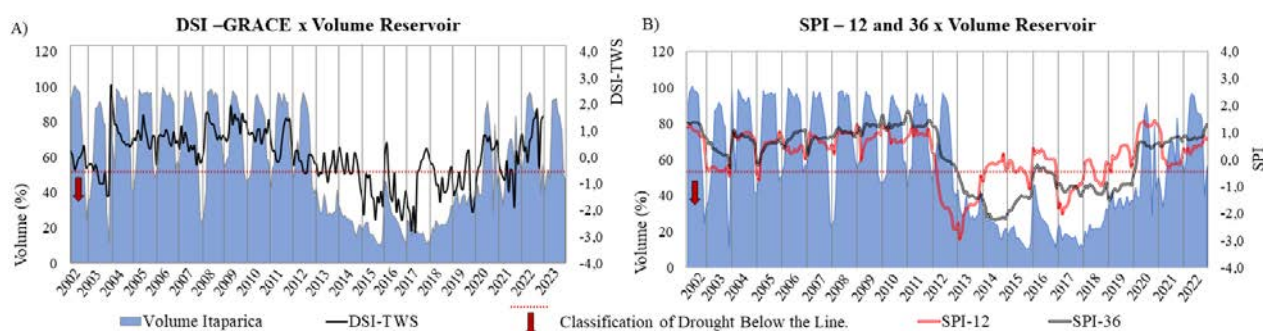 A)
DSI –GRACE x Volume Reservoir
Volume (%)
120
100
80
60
40
20
0
4,0
3,0
2,0
1,0
0,0
-1,0
-2,0
-3,0
-4,0
DSI-TWS
2002 2003 2004 2005 2006 2007 2008 2009 2010 2011 2012 2013 2014 2015 2016 2017 2018 2019 2020 2021 2022 2023
B)
SPI – 12 and 36 x Volume Reservoir
Volume (%)
120
100
80
60
40
20
0
4,0
3,0
2,0
1,0
0,0
-1,0
-2,0
-3,0
-4,0
SPI
2002 2003 2004 2005 2006 2007 2008 2009 2010 2011 2012 2013 2014 2015 2016 2017 2018 2019 2020 2021 2022
Volume Itaparica DSI-TWS Classification of Drought Below the Line. SPI-12 SPI-36